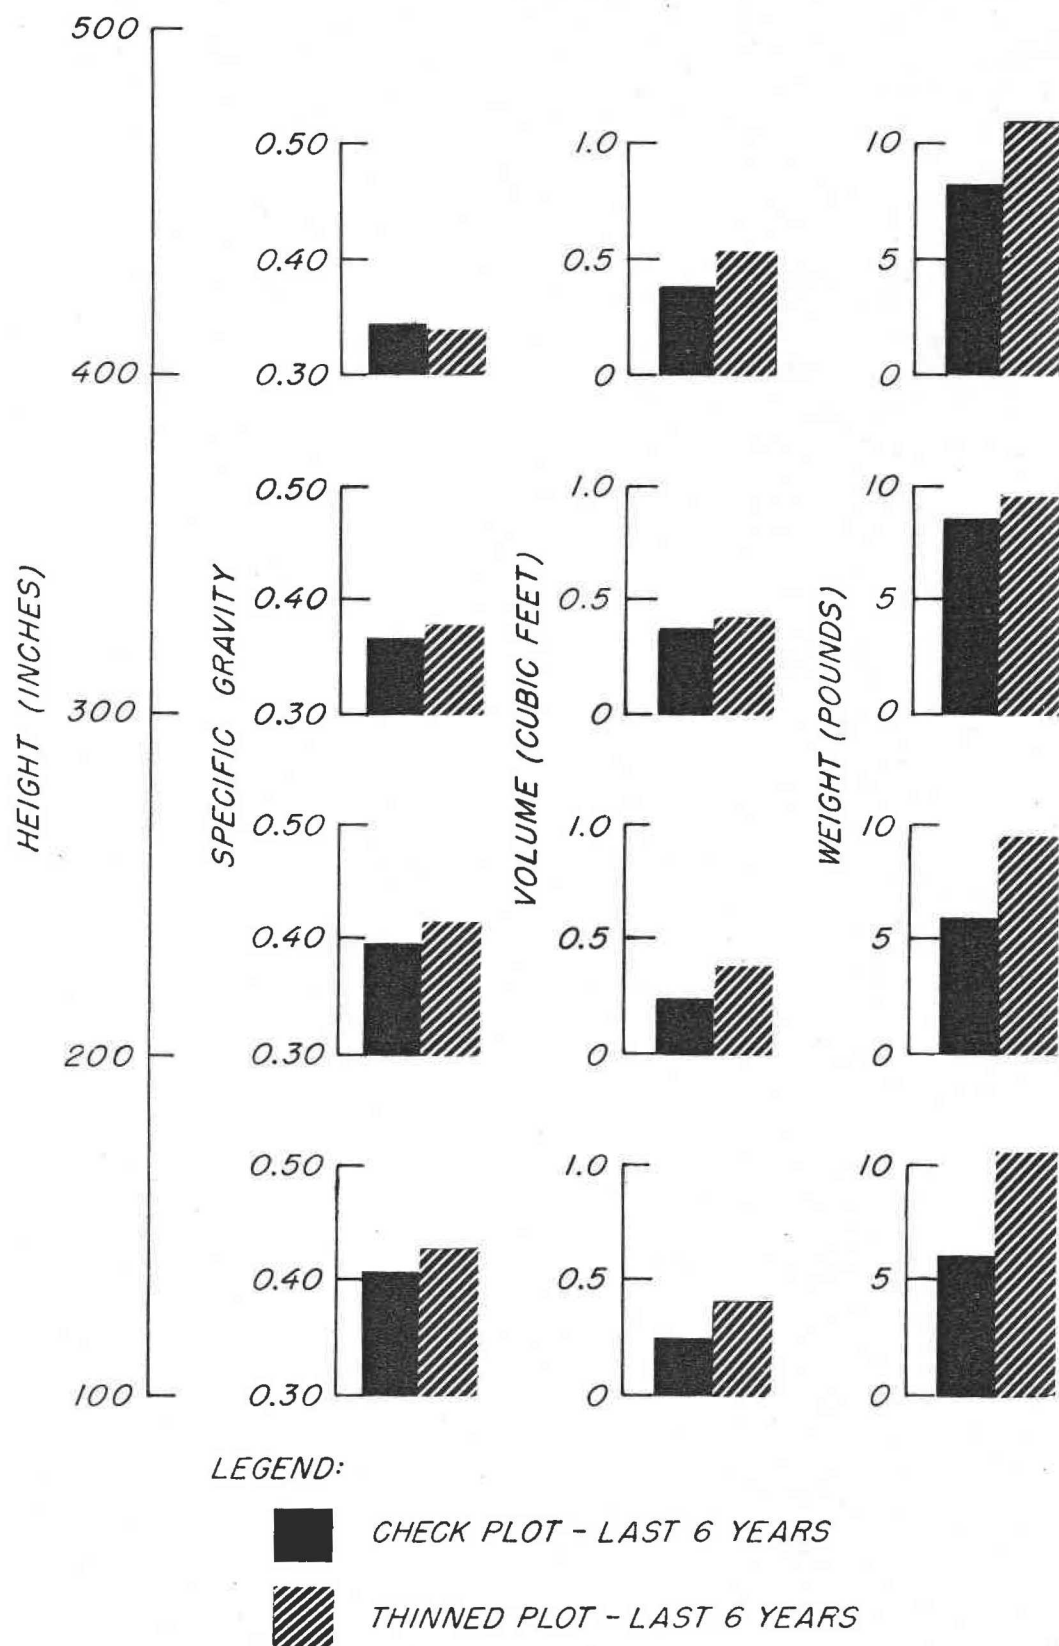 500
0.50 1.0 10
0.40 0.5 5
400 0.30 0 0
0.50 1.0 10
0.40 0.5 5
300 0.30 0 0
HEIGHT (INCHES)
SPECIFIC GRAVITY
VOLUME (CUBIC FEET)
WEIGHT (POUNDS)
0.50 1.0 10
0.40 0.5 5
200 0.30 0 0
0.50 1.0 10
0.40 0.5 5
100 0.30 0 0
LEGEND:
CHECK PLOT - LAST 6 YEARS
THINNED PLOT - LAST 6 YEARS